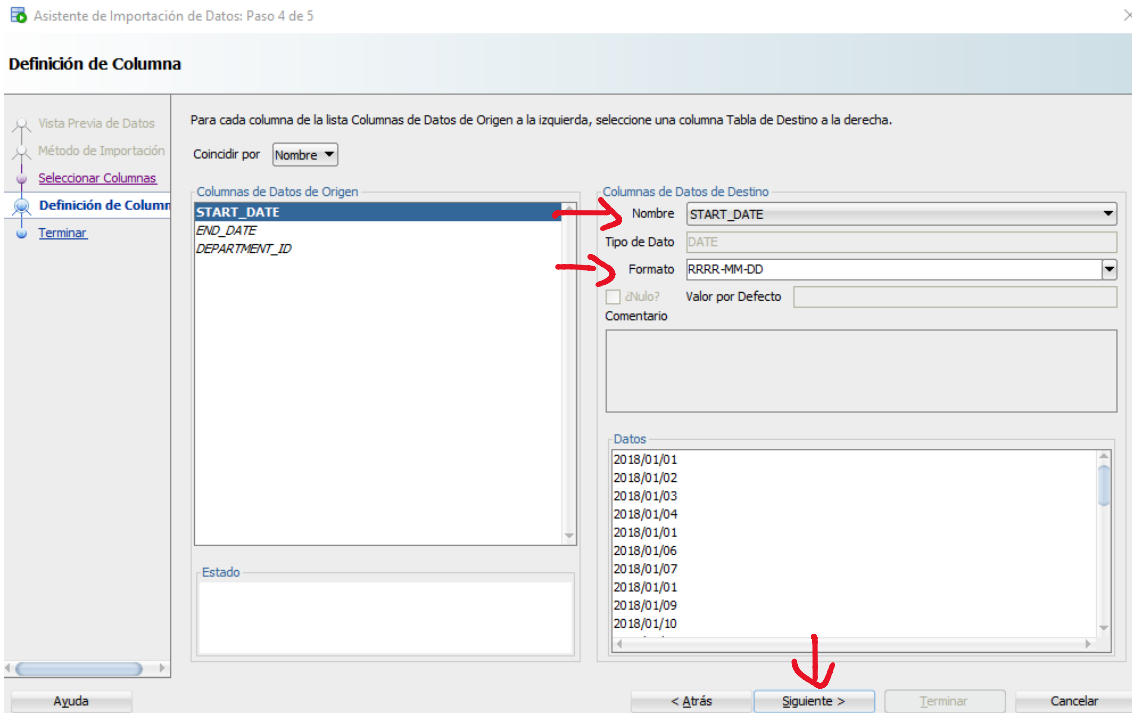 Asistente de Importación de Datos: Paso 4 de 5
Definición de Columna
Vista Previa de Datos
Método de Importación
Seleccionar Columnas
Definición de Column
Terminar
Para cada columna de la lista Columnas de Datos de Origen a la izquierda, seleccione una columna Tabla de Destino a la derecha.
Coincidir por Nombre
Columnas de Datos de Origen
START_DATE
END_DATE
DEPARTMENT_ID
Estado
Columnas de Datos de Destino
Nombre START_DATE
Tipo de Dato DATE
Formato RRRR-MM-DD
¿Nulo? Valor por Defecto
Comentario
Datos
2018/01/01
2018/01/02
2018/01/03
2018/01/04
2018/01/01
2018/01/06
2018/01/07
2018/01/01
2018/01/09
2018/01/10
Ayuda < Atrás Siguiente > Terminar Cancelar